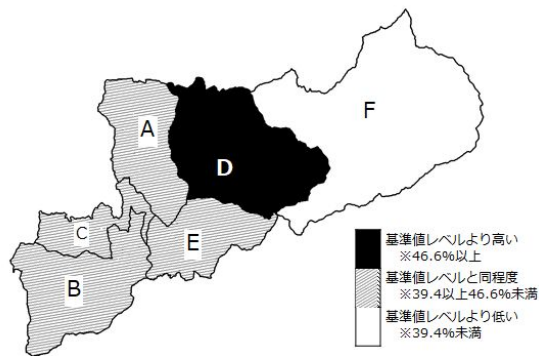 A
F
D
C
E
B
基準値レベルより高い
※46.6%以上
基準値レベルと同程度
※39.4以上46.6%未満
基準値レベルより低い
※39.4%未満